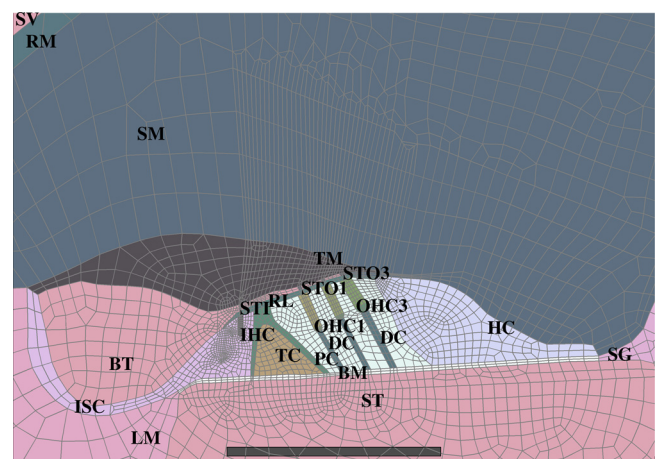 SV
RM
SM
TM
STO3
STO1
RL
STI
OHC3
OHC1
IHC
HC
DC
DC
SG
TC
PC
BT
BM
ST
ISC
LM